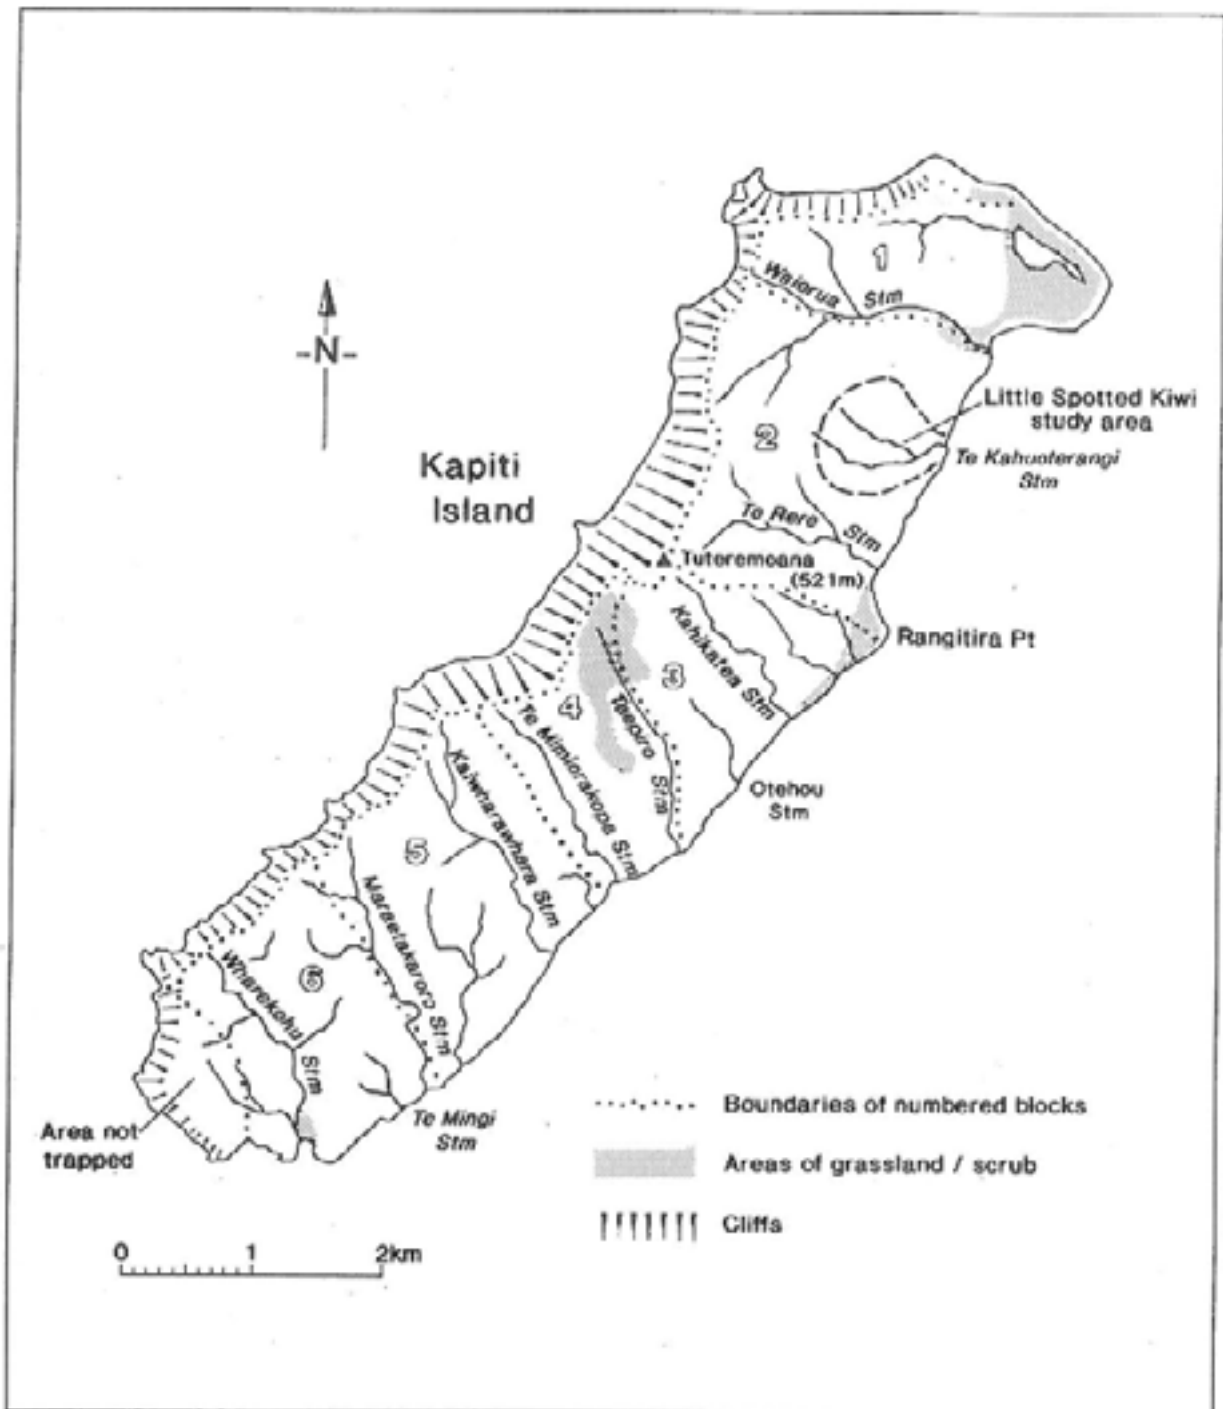 1
Waiorua Stm
-N-
Little Spotted Kiwi
study area
2
Te Kahuoterangi
Stm
Kapiti
Island
Te Rere Stm
Tuteremoana
(521m)
Rangitira Pt
Kahikatea Stm
3
4
Taepiro Stm
Te Mimiorakopa Stm
Otehou
Stm
Kaiwharawhara Stm
5
Maraetakaroro Stm
6
Wharekohu Stm
Te Mingi
Stm
Area not
trapped
Boundaries of numbered blocks
Areas of grassland / scrub
Cliffs
0 1 2km